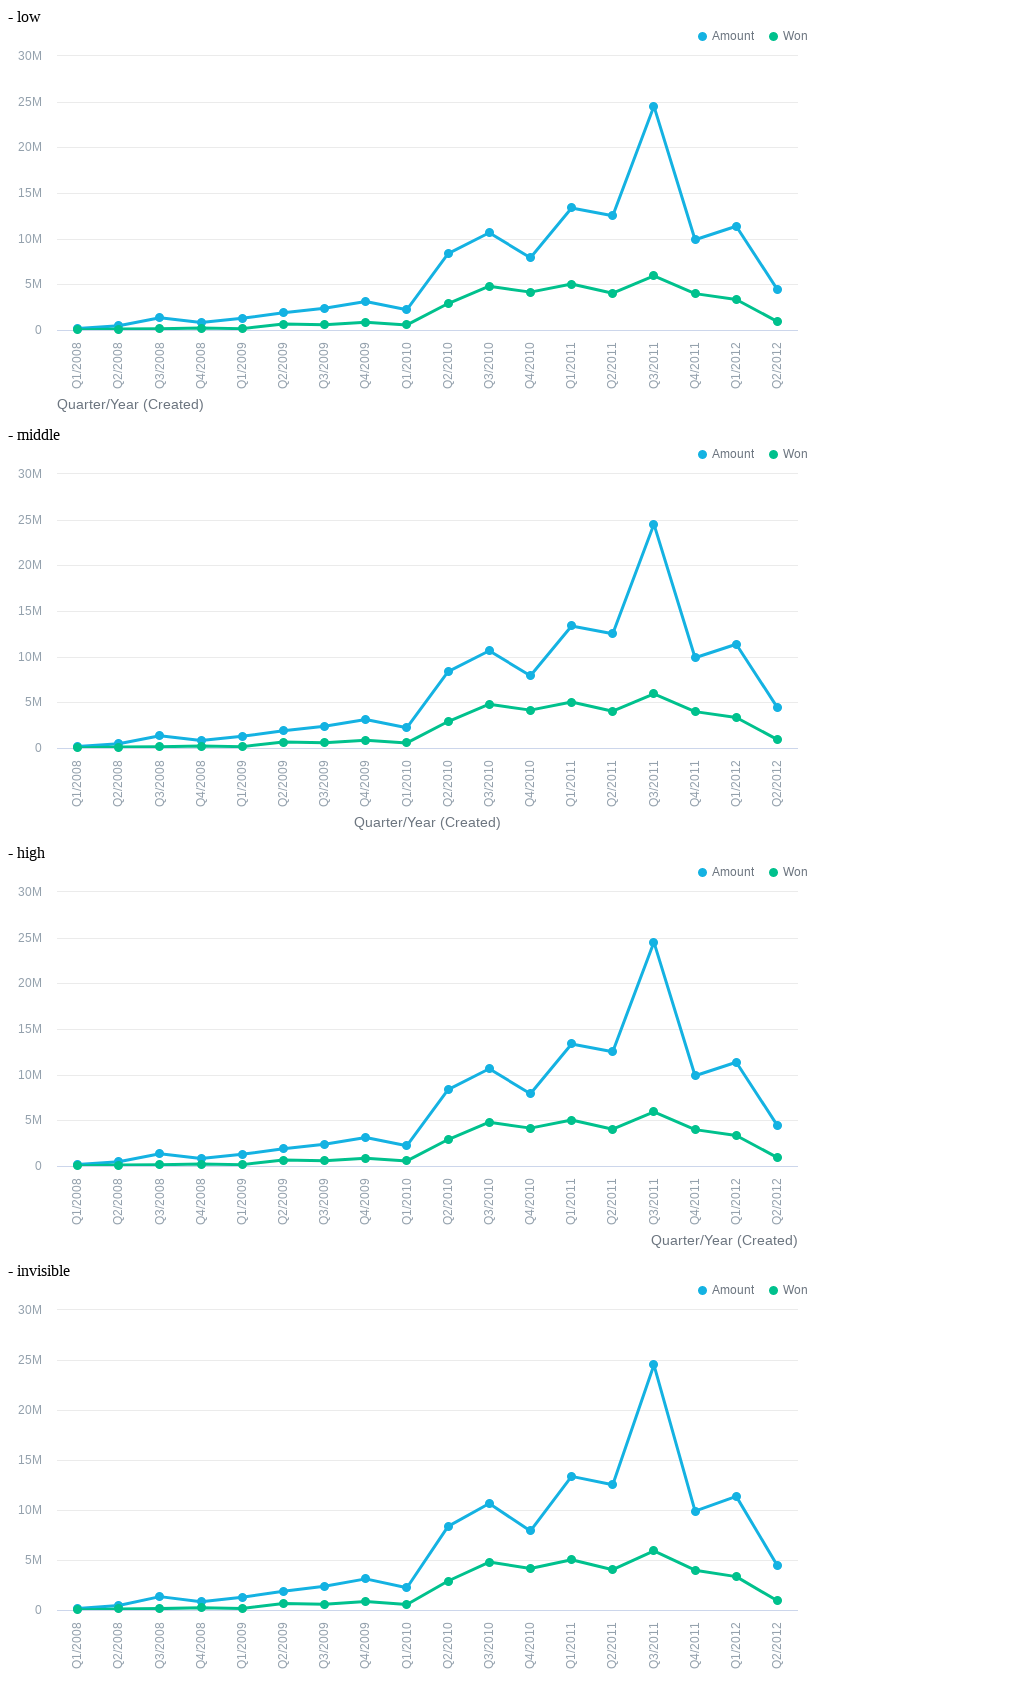 - low
Amount Won
30M
25M
20M
15M
10M
5M
0
Q1/2008 Q2/2008 Q3/2008 Q4/2008 Q1/2009 Q2/2009 Q3/2009 Q4/2009 Q1/2010 Q2/2010 Q3/2010 Q4/2010 Q1/2011 Q2/2011 Q3/2011 Q4/2011 Q1/2012 Q2/2012
Quarter/Year (Created)
- middle
Amount Won
30M
25M
20M
15M
10M
5M
0
Q1/2008 Q2/2008 Q3/2008 Q4/2008 Q1/2009 Q2/2009 Q3/2009 Q4/2009 Q1/2010 Q2/2010 Q3/2010 Q4/2010 Q1/2011 Q2/2011 Q3/2011 Q4/2011 Q1/2012 Q2/2012
Quarter/Year (Created)
- high
Amount Won
30M
25M
20M
15M
10M
5M
0
Q1/2008 Q2/2008 Q3/2008 Q4/2008 Q1/2009 Q2/2009 Q3/2009 Q4/2009 Q1/2010 Q2/2010 Q3/2010 Q4/2010 Q1/2011 Q2/2011 Q3/2011 Q4/2011 Q1/2012 Q2/2012
Quarter/Year (Created)
- invisible
Amount Won
30M
25M
20M
15M
10M
5M
0
Q1/2008 Q2/2008 Q3/2008 Q4/2008 Q1/2009 Q2/2009 Q3/2009 Q4/2009 Q1/2010 Q2/2010 Q3/2010 Q4/2010 Q1/2011 Q2/2011 Q3/2011 Q4/2011 Q1/2012 Q2/2012